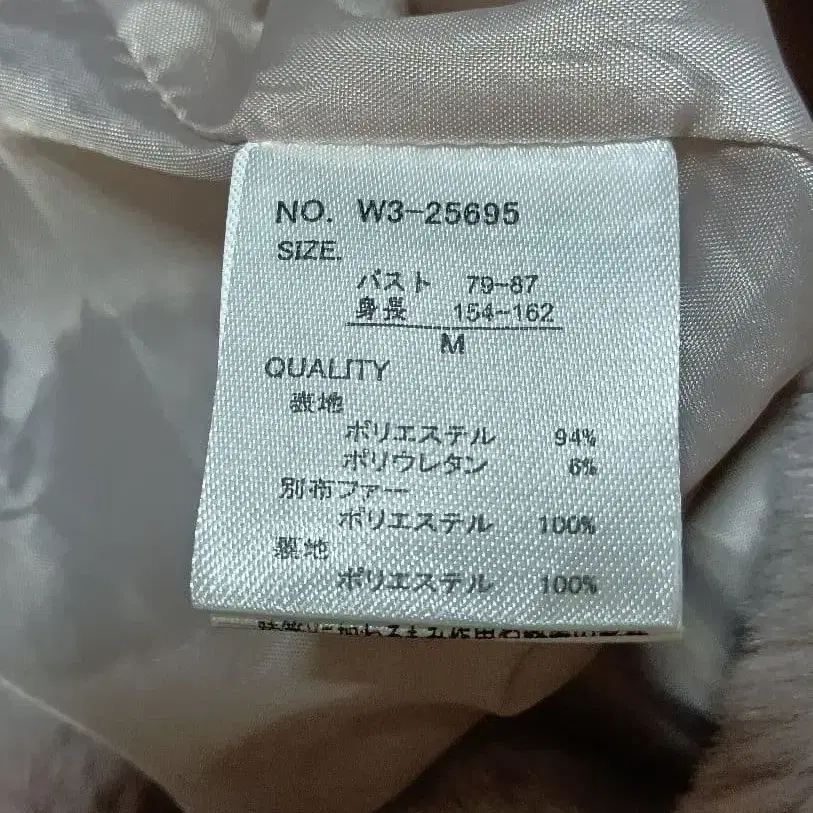 NO. W3-25695
SIZE.
バスト 79-87
身長 154-162
M
QUALITY
表地
ポリエステル 94%
ポリウレタン 6%
別布ファー
ポリエステル 100%
裏地
ポリエステル 100%